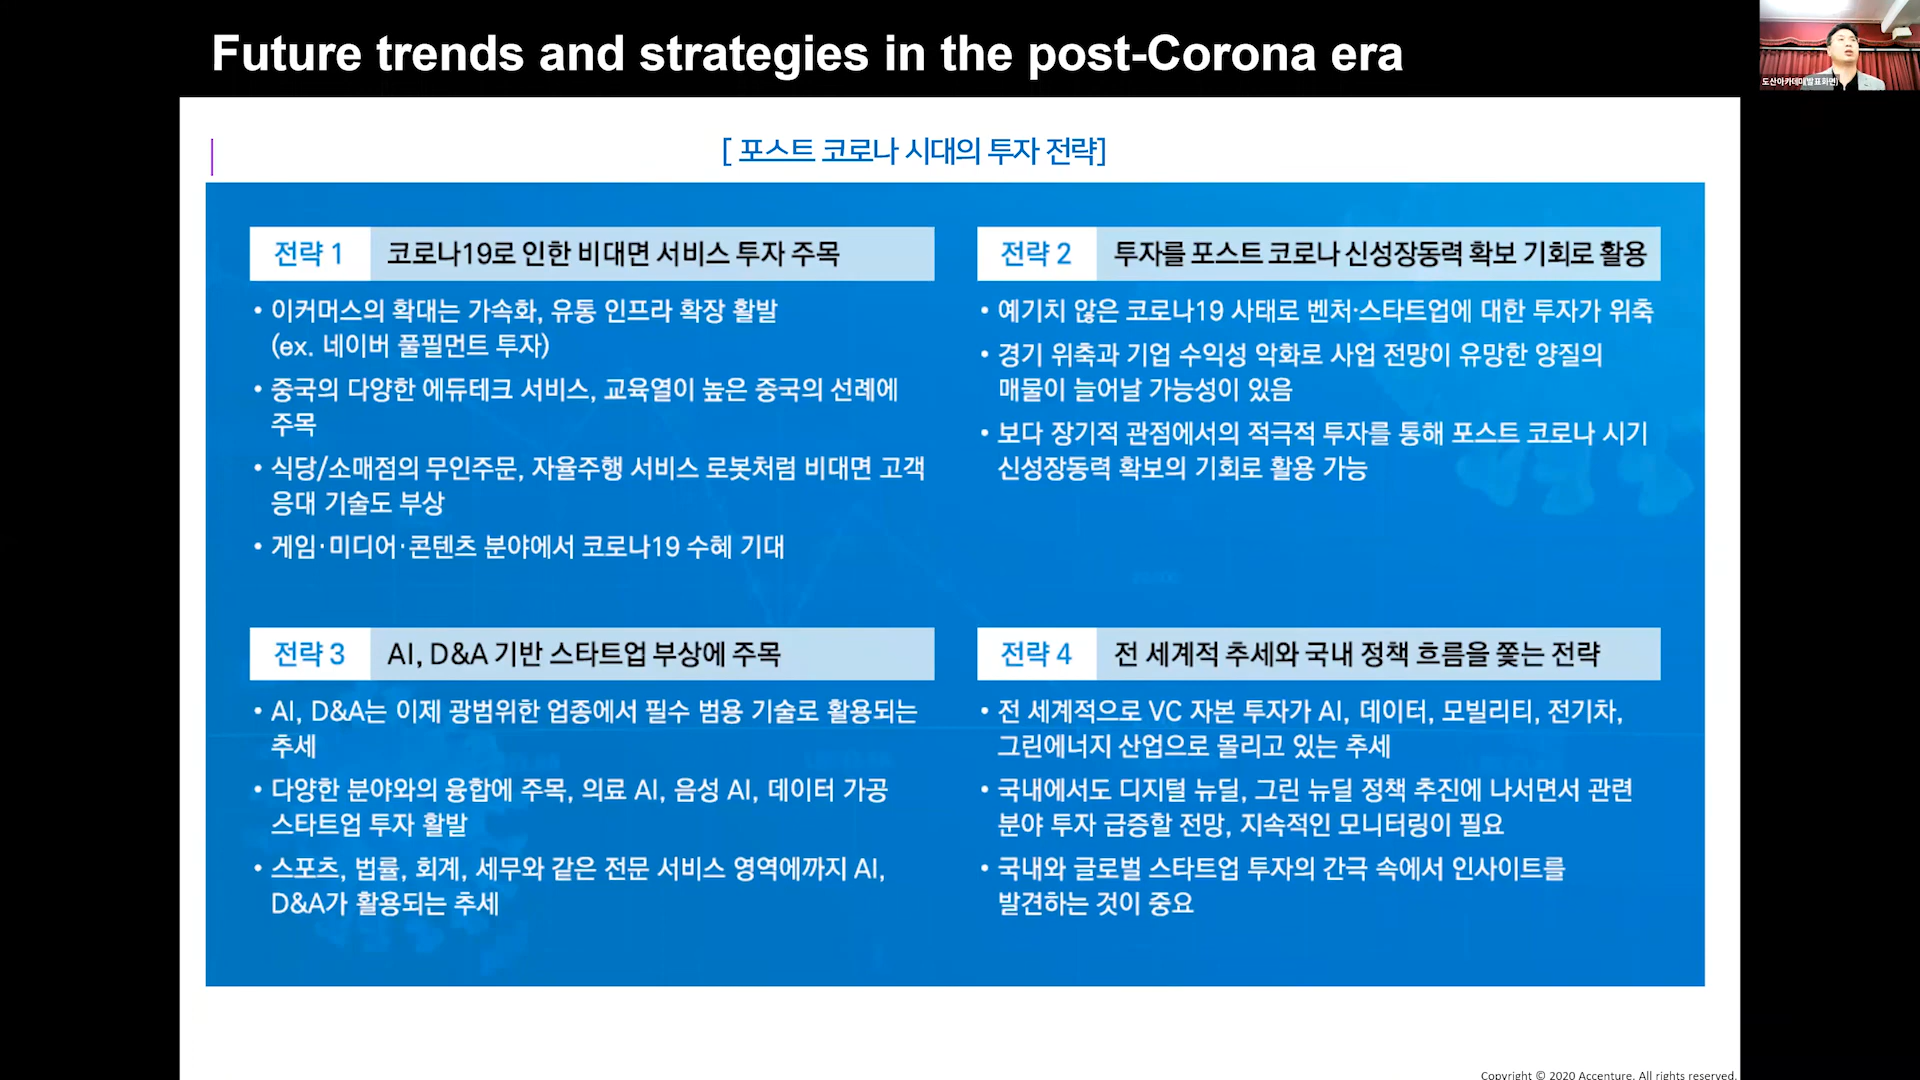 Future trends and strategies in the post-Corona era
도산아카데미발표화면)
[ 포스트 코로나 시대의 투자 전략]
전략 1 코로나19로 인한 비대면 서비스 투자 주목
• 이커머스의 확대는 가속화, 유통 인프라 확장 활발
(ex. 네이버 풀필먼트 투자)
• 중국의 다양한 에듀테크 서비스, 교육열이 높은 중국의 선례에
주목
• 식당/소매점의 무인주문, 자율주행 서비스 로봇처럼 비대면 고객
응대 기술도 부상
• 게임·미디어·콘텐츠 분야에서 코로나19 수혜 기대
전략 2 투자를 포스트 코로나 신성장동력 확보 기회로 활용
• 예기치 않은 코로나19 사태로 벤처·스타트업에 대한 투자가 위축
• 경기 위축과 기업 수익성 악화로 사업 전망이 유망한 양질의
매물이 늘어날 가능성이 있음
• 보다 장기적 관점에서의 적극적 투자를 통해 포스트 코로나 시기
신성장동력 확보의 기회로 활용 가능
전략 3 AI, D&A 기반 스타트업 부상에 주목
• AI, D&A는 이제 광범위한 업종에서 필수 범용 기술로 활용되는
추세
• 다양한 분야와의 융합에 주목, 의료 AI, 음성 AI, 데이터 가공
스타트업 투자 활발
• 스포츠, 법률, 회계, 세무와 같은 전문 서비스 영역에까지 AI,
D&A가 활용되는 추세
전략 4 전 세계적 추세와 국내 정책 흐름을 쫓는 전략
• 전 세계적으로 VC 자본 투자가 AI, 데이터, 모빌리티, 전기차,
그린에너지 산업으로 몰리고 있는 추세
• 국내에서도 디지털 뉴딜, 그린 뉴딜 정책 추진에 나서면서 관련
분야 투자 급증할 전망, 지속적인 모니터링이 필요
• 국내와 글로벌 스타트업 투자의 간극 속에서 인사이트를
발견하는 것이 중요
Copyright © 2020 Accenture. All rights reserved.